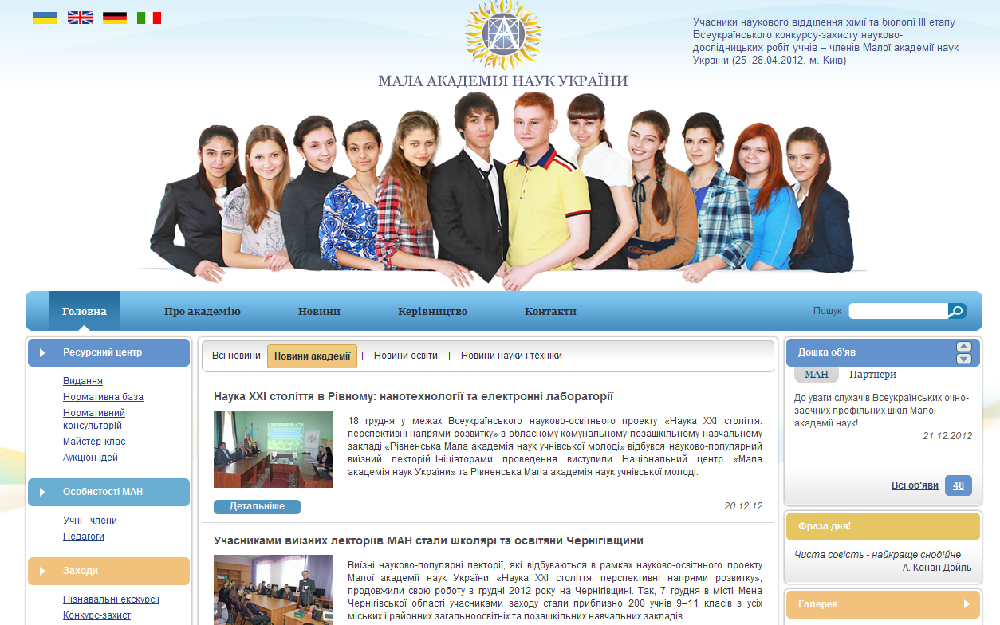 Учасники наукового відділення хімії та біології III етапу
Всеукраїнського конкурсу-захисту науково-
дослідницьких робіт учнів – членів Малої академії наук
України (25–28.04.2012, м. Київ)
МАЛА АКАДЕМІЯ НАУК УКРАЇНИ
Головна
Про академію
Новини
Керівництво
Контакти
Пошук
Ресурсний центр
Видання
Нормативна база
Нормативний
консультарій
Майстер-клас
Аукціон ідей
Особистості МАН
Учні - члени
Педагоги
Заходи
Пізнавальні екскурсії
Конкурс-захист
Всі новини Новини академії | Новини освіти | Новини науки і техніки
Наука XXI століття в Рівному: нанотехнології та електронні лабораторії
18 грудня у межах Всеукраїнського науково-освітнього проекту «Наука XXI століття:
перспективні напрями розвитку» в обласному комунальному позашкільному навчальному
закладі «Рівненська Мала академія наук учнівської молоді» відбувся науково-популярний
виїзний лекторій. Ініціаторами проведення виступили Національний центр «Мала
академія наук України» та Рівненська Мала академія наук учнівської молоді.
Детальніше
20.12.12
Учасниками виїзних лекторіїв МАН стали школярі та освітяни Чернігівщини
Виїзні науково-популярні лекторії, які відбуваються в рамках науково-освітнього проекту
Малої академії наук України «Наука XXI століття: перспективні напрями розвитку»,
продовжили свою роботу в грудні 2012 року на Чернігівщині. Так, 7 грудня в місті Мена
Чернігівської області учасниками заходу стали приблизно 200 учнів 9–11 класів з усіх
міських і районних загальноосвітніх та позашкільних навчальних закладів.
Дошка об'яв
МАН Партнери
До уваги слухачів Всеукраїнських очно-
заочних профільних шкіл Малої
академії наук!
21.12.2012
Всі об'яви 48
Фраза дня!
Чиста совість - найкраще снодійне
А. Конан Дойль
Галерея